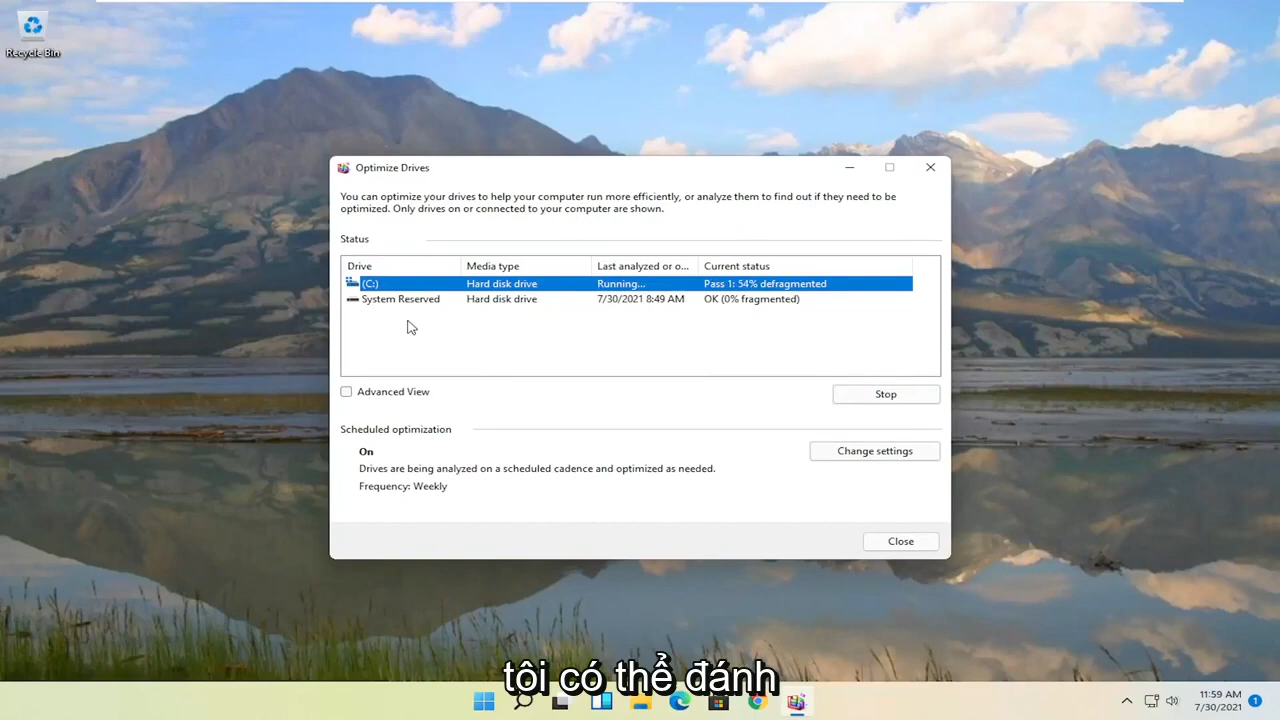 Recycle Bin
Optimize Drives
You can optimize your drives to help your computer run more efficiently, or analyze them to find out if they need to be
optimized. Only drives on or connected to your computer are shown.
Status
Drive Media type Last analyzed or o... Current status
(C:) Hard disk drive Running... Pass 1: 54% defragmented
System Reserved Hard disk drive 7/30/2021 8:49 AM OK (0% fragmented)
Advanced View
Stop
Scheduled optimization
On
Change settings
Drives are being analyzed on a scheduled cadence and optimized as needed.
Frequency: Weekly
Close
tôi có thể đánh
11:59 AM
7/30/2021
1